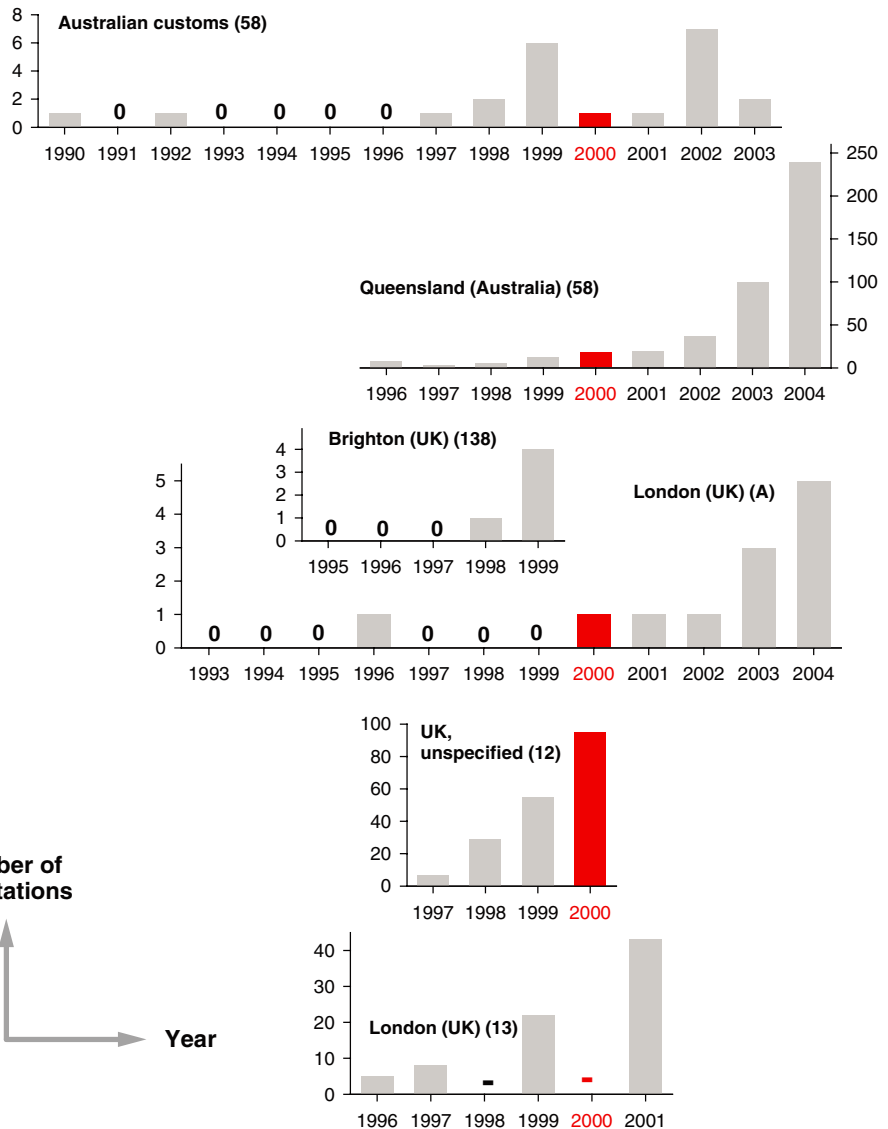 Australian customs (58)
8
6
4
2
0
0 0 0 0 0
1990 1991 1992 1993 1994 1995 1996 1997 1998 1999 2000 2001 2002 2003
250
200
150
100
50
0
Queensland (Australia) (58)
1996 1997 1998 1999 2000 2001 2002 2003 2004
Brighton (UK) (138)
4
3
2
1
0
0 0 0
1995 1996 1997 1998 1999
London (UK) (A)
5
4
3
2
1
0
0 0 0 0 0 0
1993 1994 1995 1996 1997 1998 1999 2000 2001 2002 2003 2004
UK,
unspecified (12)
100
80
60
40
20
0
1997 1998 1999 2000
ber of
tations
Year
London (UK) (13)
40
30
20
10
0
- -
1996 1997 1998 1999 2000 2001